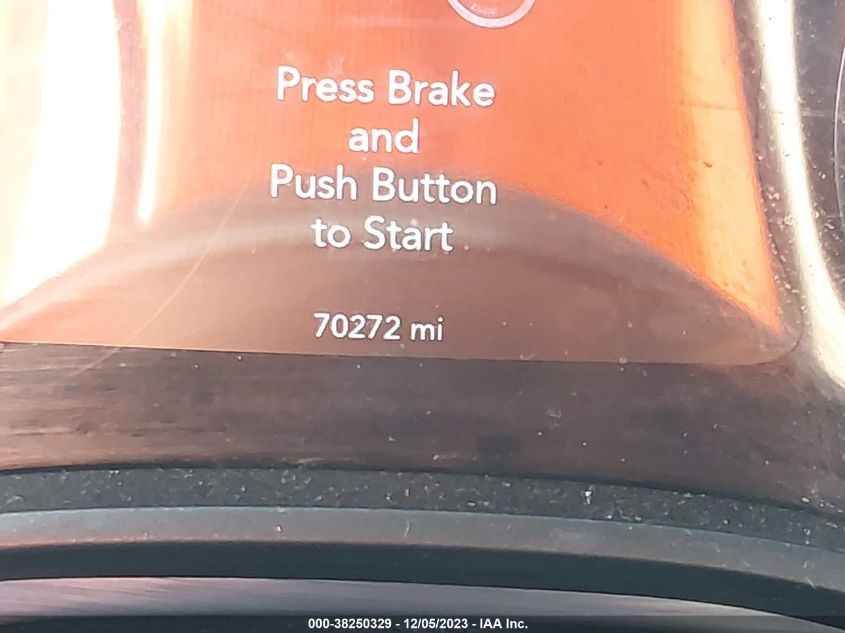 Press Brake
and
Push Button
to Start
70272 mi
000-38250329 - 12/05/2023 - IAA Inc.